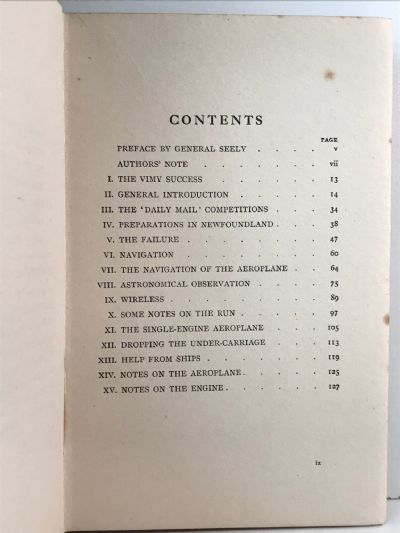 CONTENTS
PAGE
PREFACE BY GENERAL SEELY . . . . v
AUTHORS' NOTE . . . . . . vii
I. THE VIMY SUCCESS . . . . . 13
II. GENERAL INTRODUCTION . . . . 14
III. THE 'DAILY MAIL' COMPETITIONS . . . 34
IV. PREPARATIONS IN NEWFOUNDLAND . . . 38
V. THE FAILURE . . . . . . 47
VI. NAVIGATION . . . . . . 60
VII. THE NAVIGATION OF THE AEROPLANE . . 64
VIII. ASTRONOMICAL OBSERVATION . . . 75
IX. WIRELESS . . . . . . 89
X. SOME NOTES ON THE RUN . . . . 97
XI. THE SINGLE-ENGINE AEROPLANE . . . 105
XII. DROPPING THE UNDER-CARRIAGE . . . 113
XIII. HELP FROM SHIPS . . . . . 119
XIV. NOTES ON THE AEROPLANE . . . . 125
XV. NOTES ON THE ENGINE . . . . . 127
ix